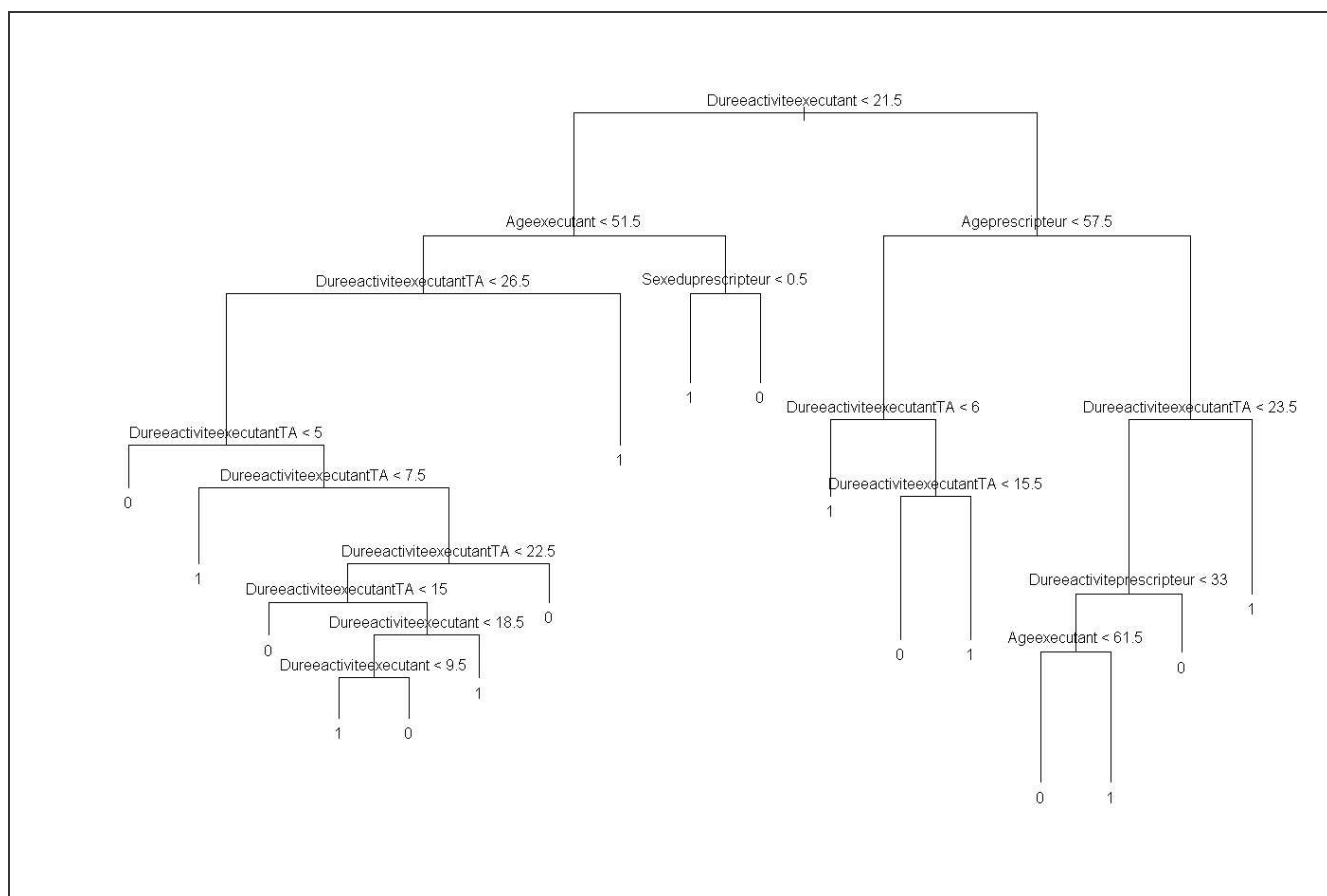 Dureeactiviteexecutant < 21.5
Ageexecutant < 51.5
Ageprescripteur < 57.5
DureeactiviteexecutantTA < 26.5
Sexeduprescripteur < 0.5
1
0
DureeactiviteexecutantTA < 6
DureeactiviteexecutantTA < 23.5
DureeactiviteexecutantTA < 5
1
DureeactiviteexecutantTA < 7.5
0
DureeactiviteexecutantTA < 15.5
1
DureeactiviteexecutantTA < 22.5
1
DureeactiviteexecutantTA < 15
Dureeactiviteprescripteur < 33
1
0
Dureeactiviteexecutant < 18.5
0
Ageexecutant < 61.5
0
1
0
Dureeactiviteexecutant < 9.5
1
1
0
0
1